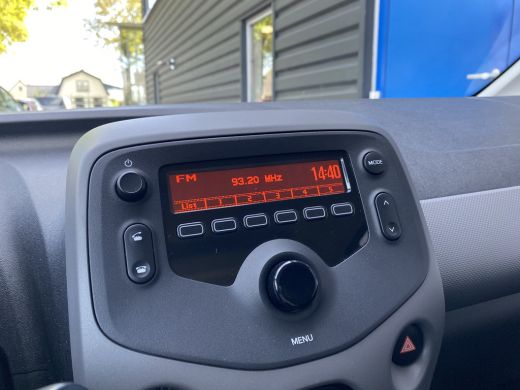 FM 93.20 MHz 14:40
List 1 2 3 4 5
MODE
MENU